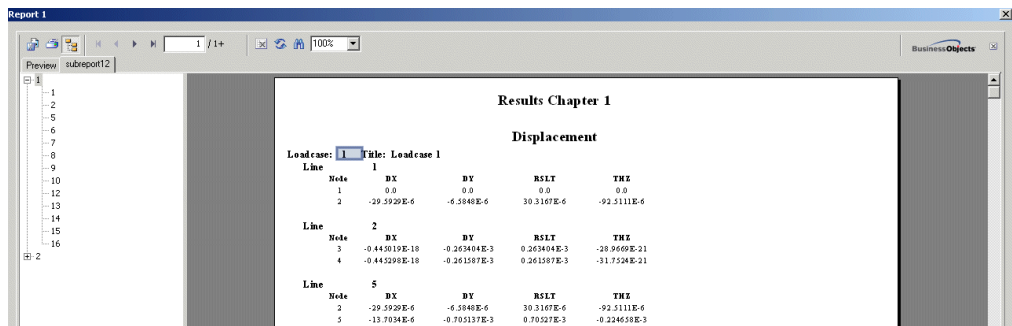 Report 1
1 /1+ 100% BusinessObjects
Preview subreport12
1
1
2
5
6
7
8
9
10
12
13
14
15
16
2
Results Chapter 1
Displacement
Loadcase: 1 Title: Loadcase 1
Line 1
Node DX DY RSLT THZ
1 0.0 0.0 0.0 0.0
2 -29.5929E-6 -6.5848E-6 30.3167E-6 -92.5111E-6
Line 2
Node DX DY RSLT THZ
3 -0.445019E-18 -0.263404E-3 0.263404E-3 -28.9669E-21
4 -0.445298E-18 -0.261587E-3 0.261587E-3 -31.7524E-21
Line 5
Node DX DY RSLT THZ
2 -29.5929E-6 -6.5848E-6 30.3167E-6 -92.5111E-6
5 -13.7034E-6 -0.705137E-3 0.70527E-3 -0.224658E-3